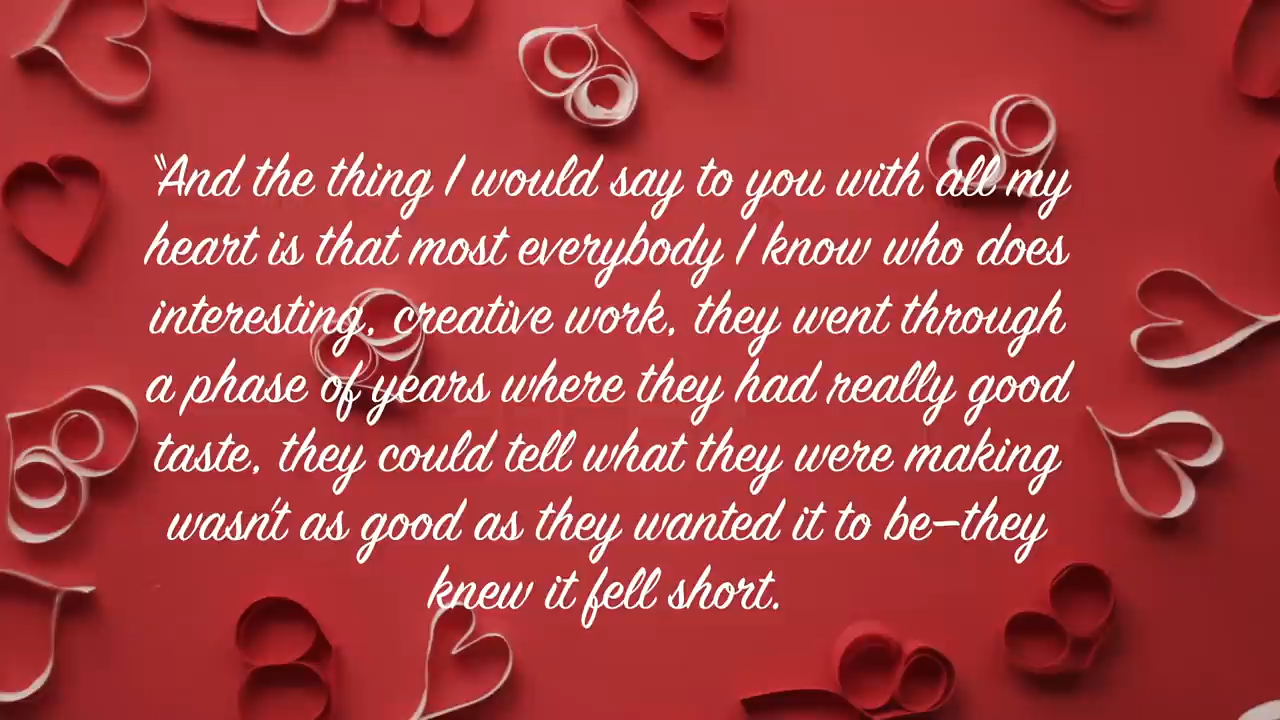 “And the thing I would say to you with all my
heart is that most everybody I know who does
interesting, creative work, they went through
a phase of years where they had really good
taste, they could tell what they were making
wasn't as good as they wanted it to be—they
knew it fell short.